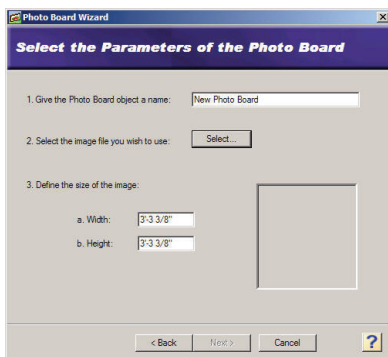 Photo Board Wizard
Select the Parameters of the Photo Board
1. Give the Photo Board object a name: New Photo Board
2. Select the image file you wish to use: Select...
3. Define the size of the image:
a. Width: 3'-3 3/8"
b. Height: 3'-3 3/8"
< Back Next > Cancel ?